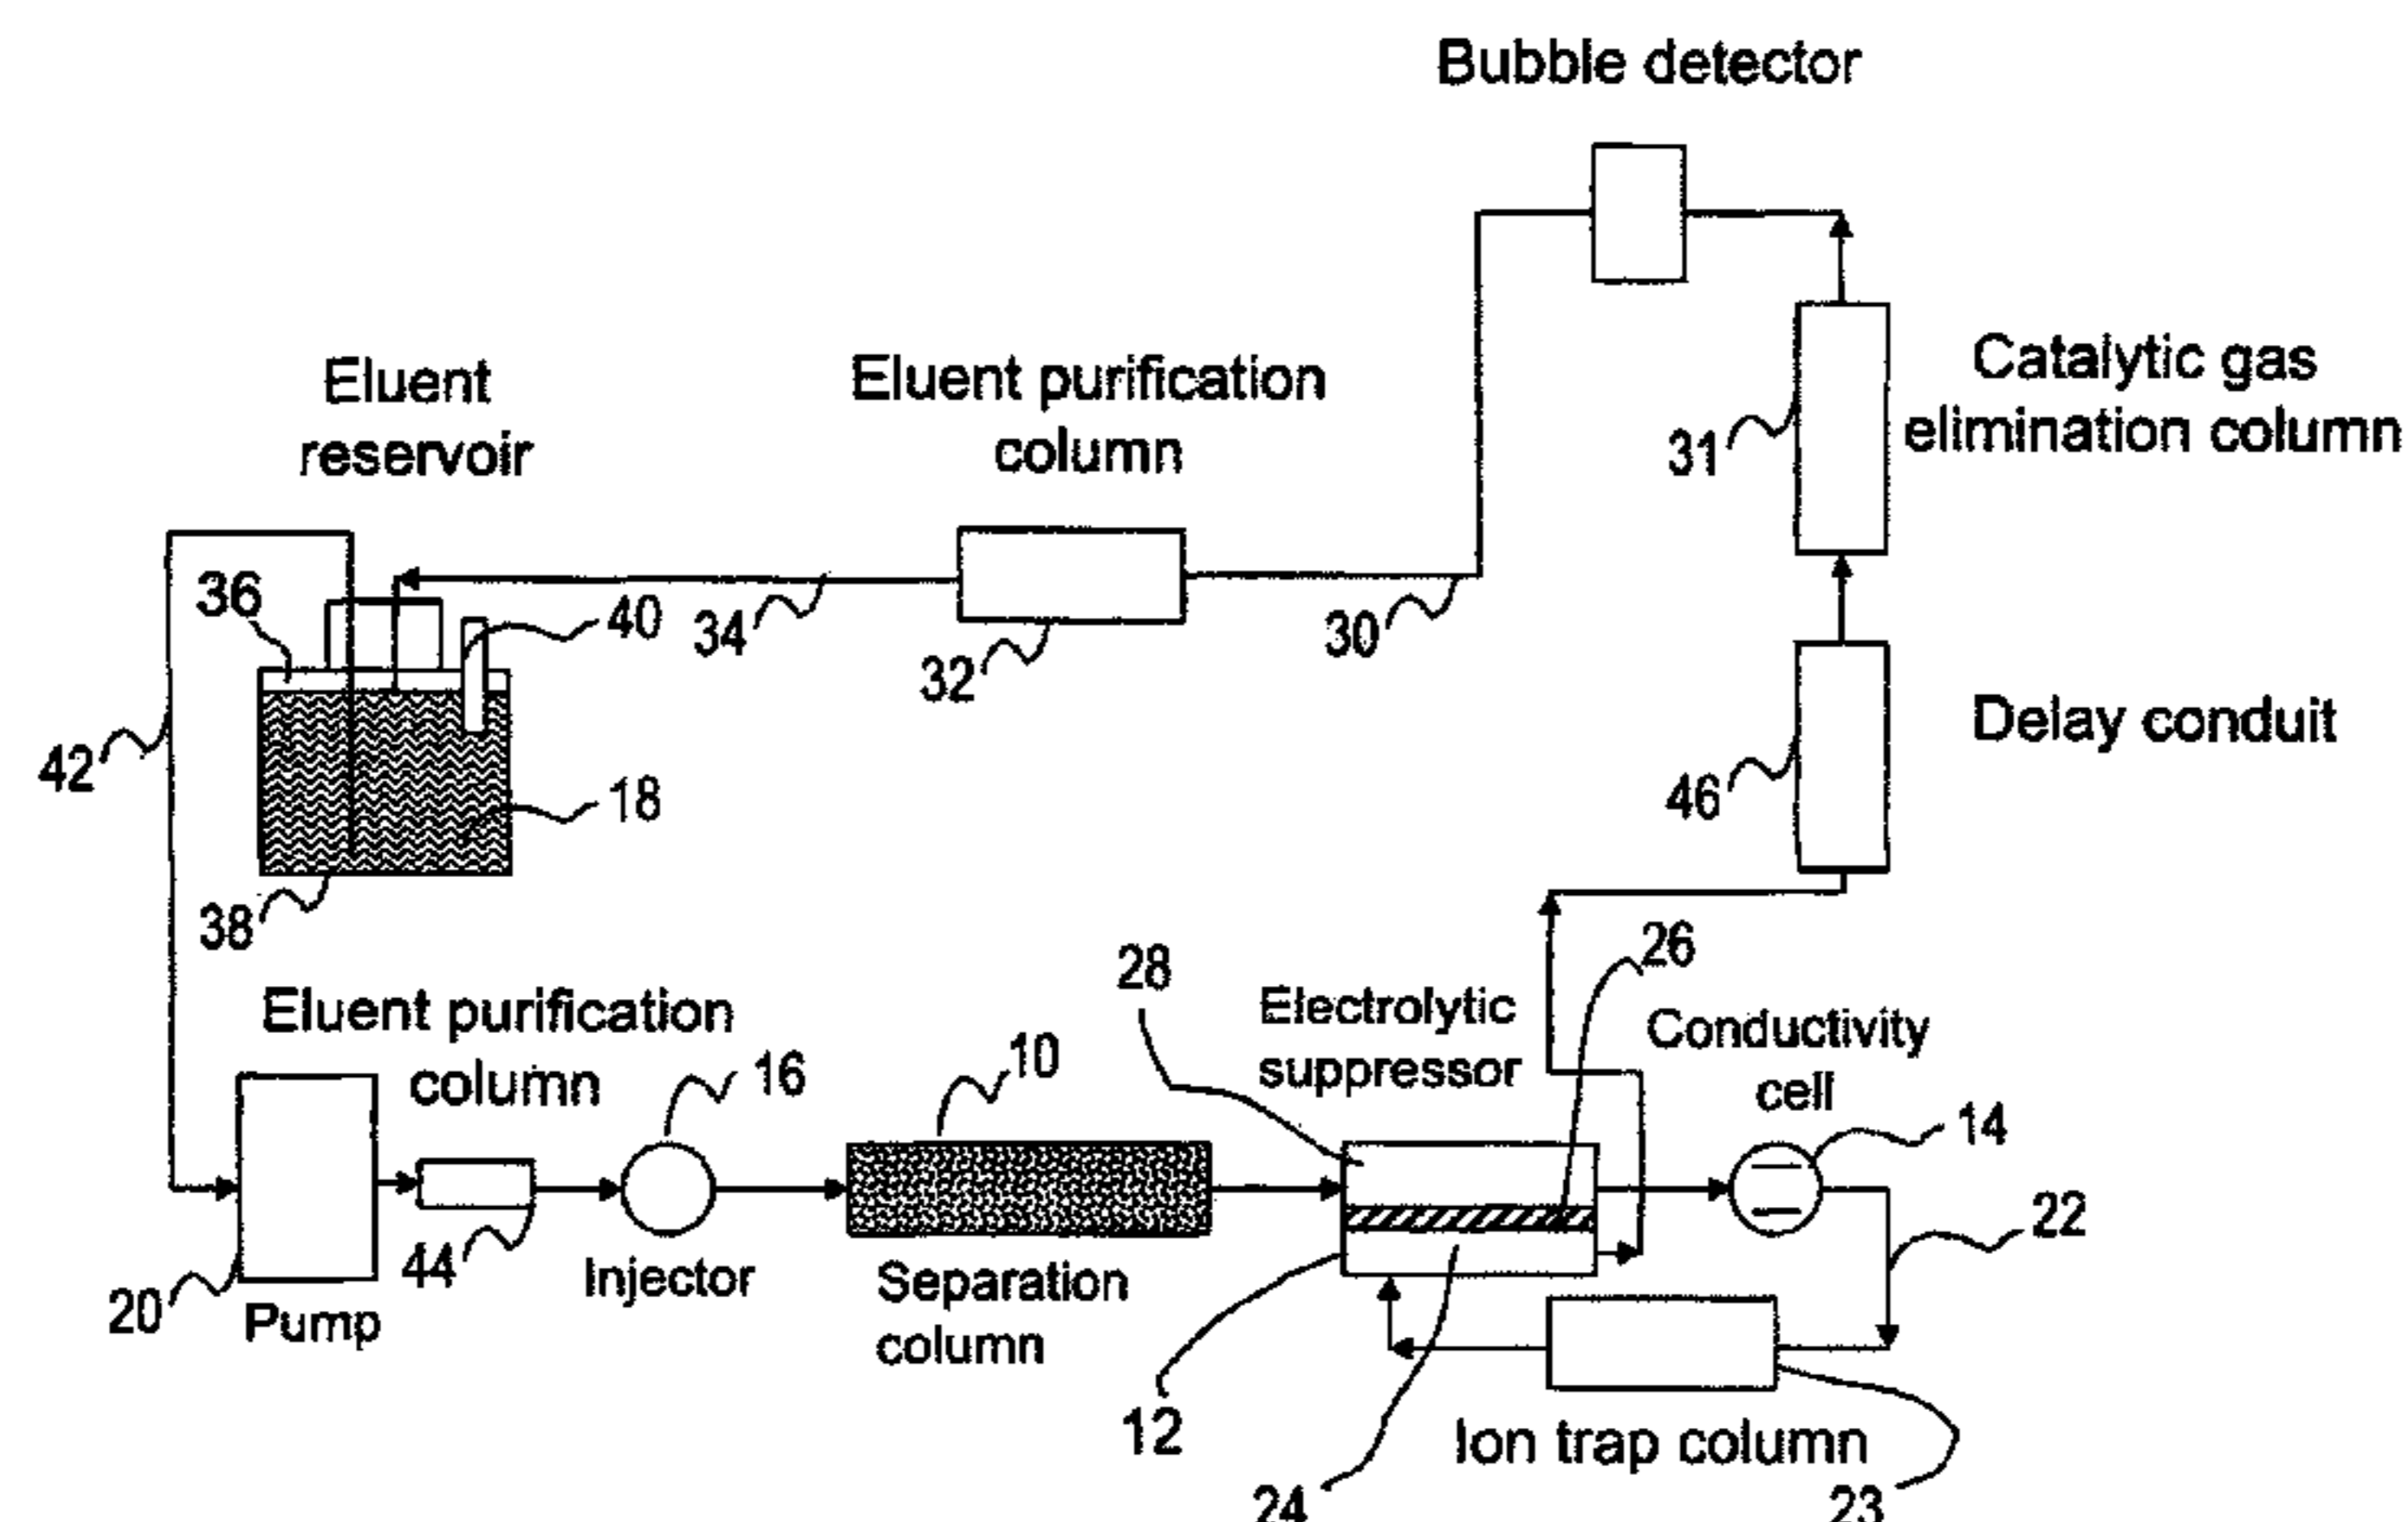 Bubble detector
Eluent
reservoir
Eluent purification
column
31
Catalytic gas
elimination column
36
40
34
32
30
42
18
46
Delay conduit
38
28
Electrolytic
suppressor
26
Conductivity
cell
Eluent purification
column
16
10
14
22
20
Pump
44
Injector
Separation
column
12
24
Ion trap column
23